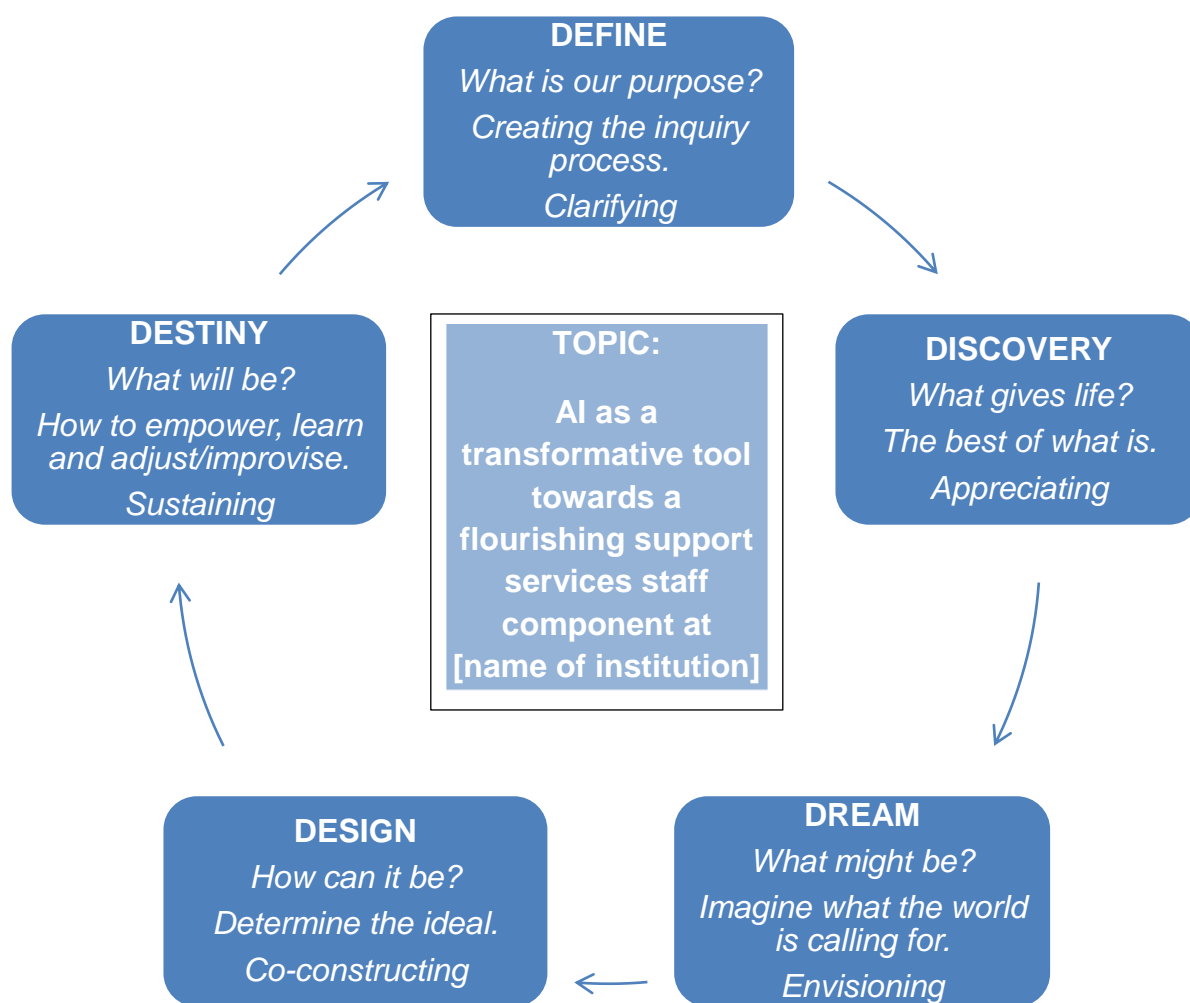 DEFINE
What is our purpose?
Creating the inquiry
process.
Clarifying
DISCOVERY
What gives life?
The best of what is.
Appreciating
DREAM
What might be?
Imagine what the world
is calling for.
Envisioning
DESIGN
How can it be?
Determine the ideal.
Co-constructing
DESTINY
What will be?
How to empower, learn
and adjust/improvise.
Sustaining
TOPIC:
AI as a
transformative tool
towards a
flourishing support
services staff
component at
[name of institution]